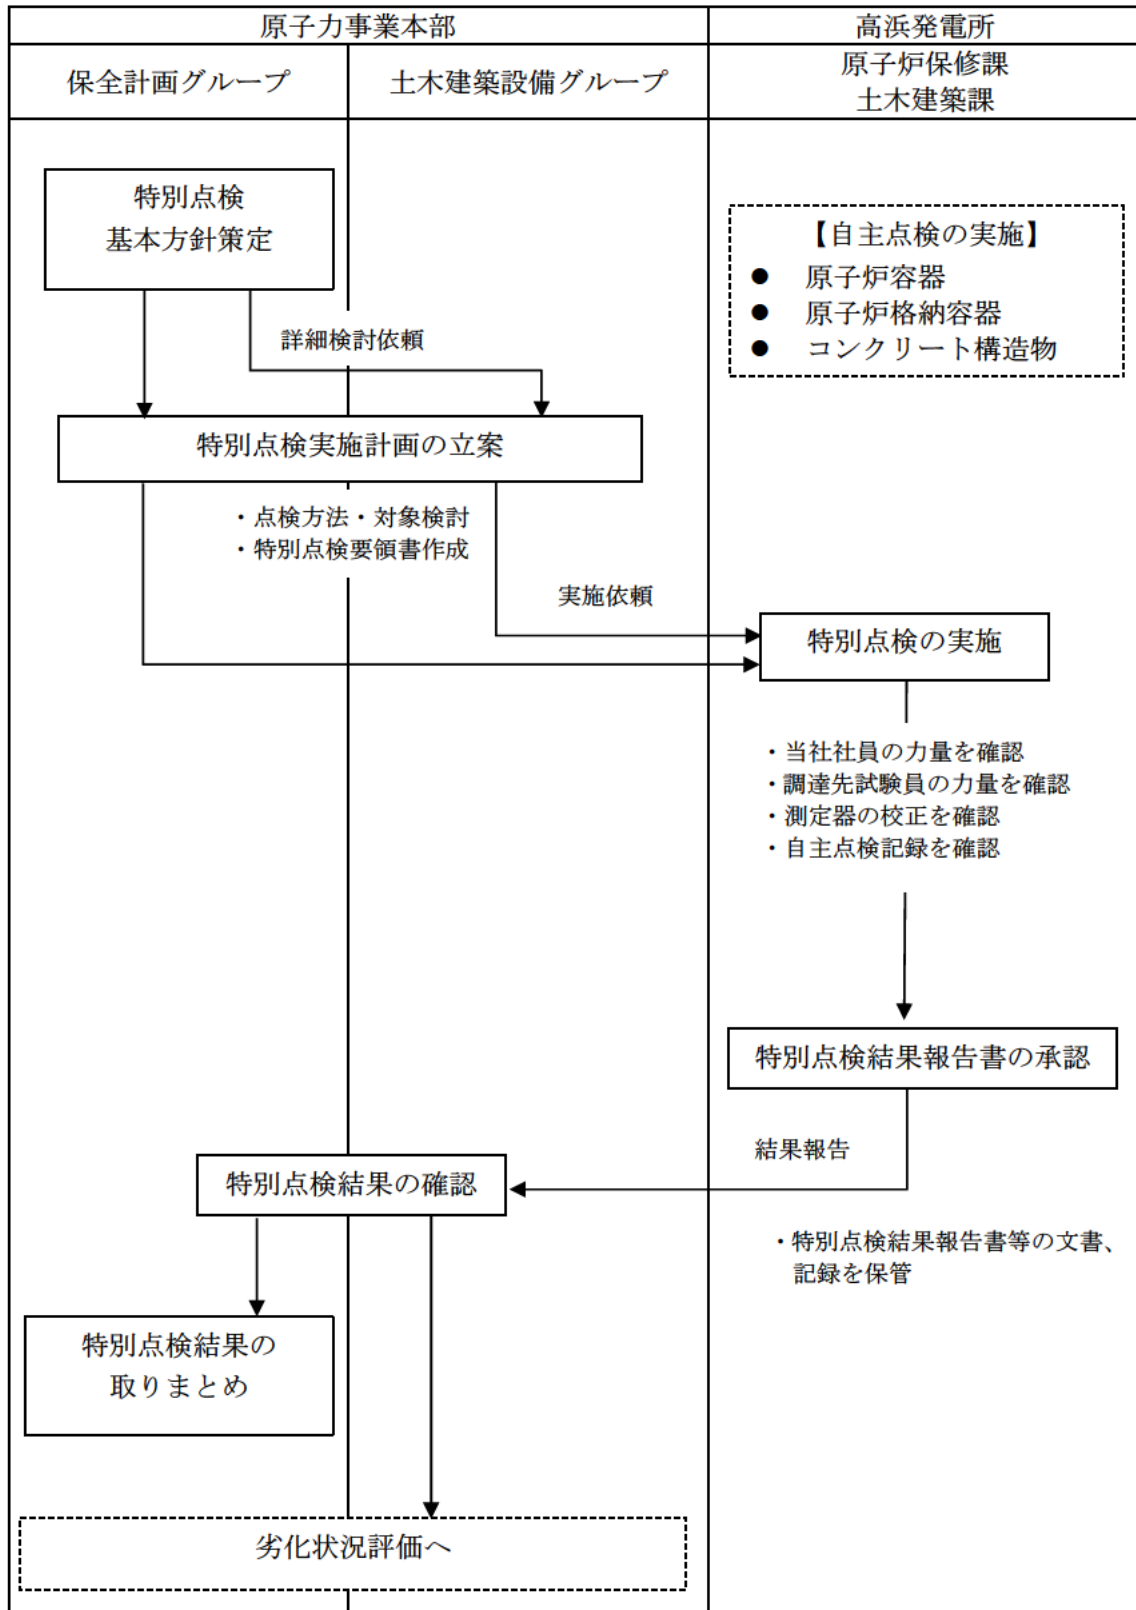 原子力事業本部
高浜発電所
保全計画グループ
土木建築設備グループ
原子炉保修課
土木建築課
特別点検
基本方針策定
【自主点検の実施】
● 原子炉容器
● 原子炉格納容器
● コンクリート構造物
詳細検討依頼
特別点検実施計画の立案
・点検方法・対象検討
・特別点検要領書作成
実施依頼
特別点検の実施
・当社社員の力量を確認
・調達先試験員の力量を確認
・測定器の校正を確認
・自主点検記録を確認
特別点検結果報告書の承認
結果報告
特別点検結果の確認
・特別点検結果報告書等の文書、
記録を保管
特別点検結果の
取りまとめ
劣化状況評価へ